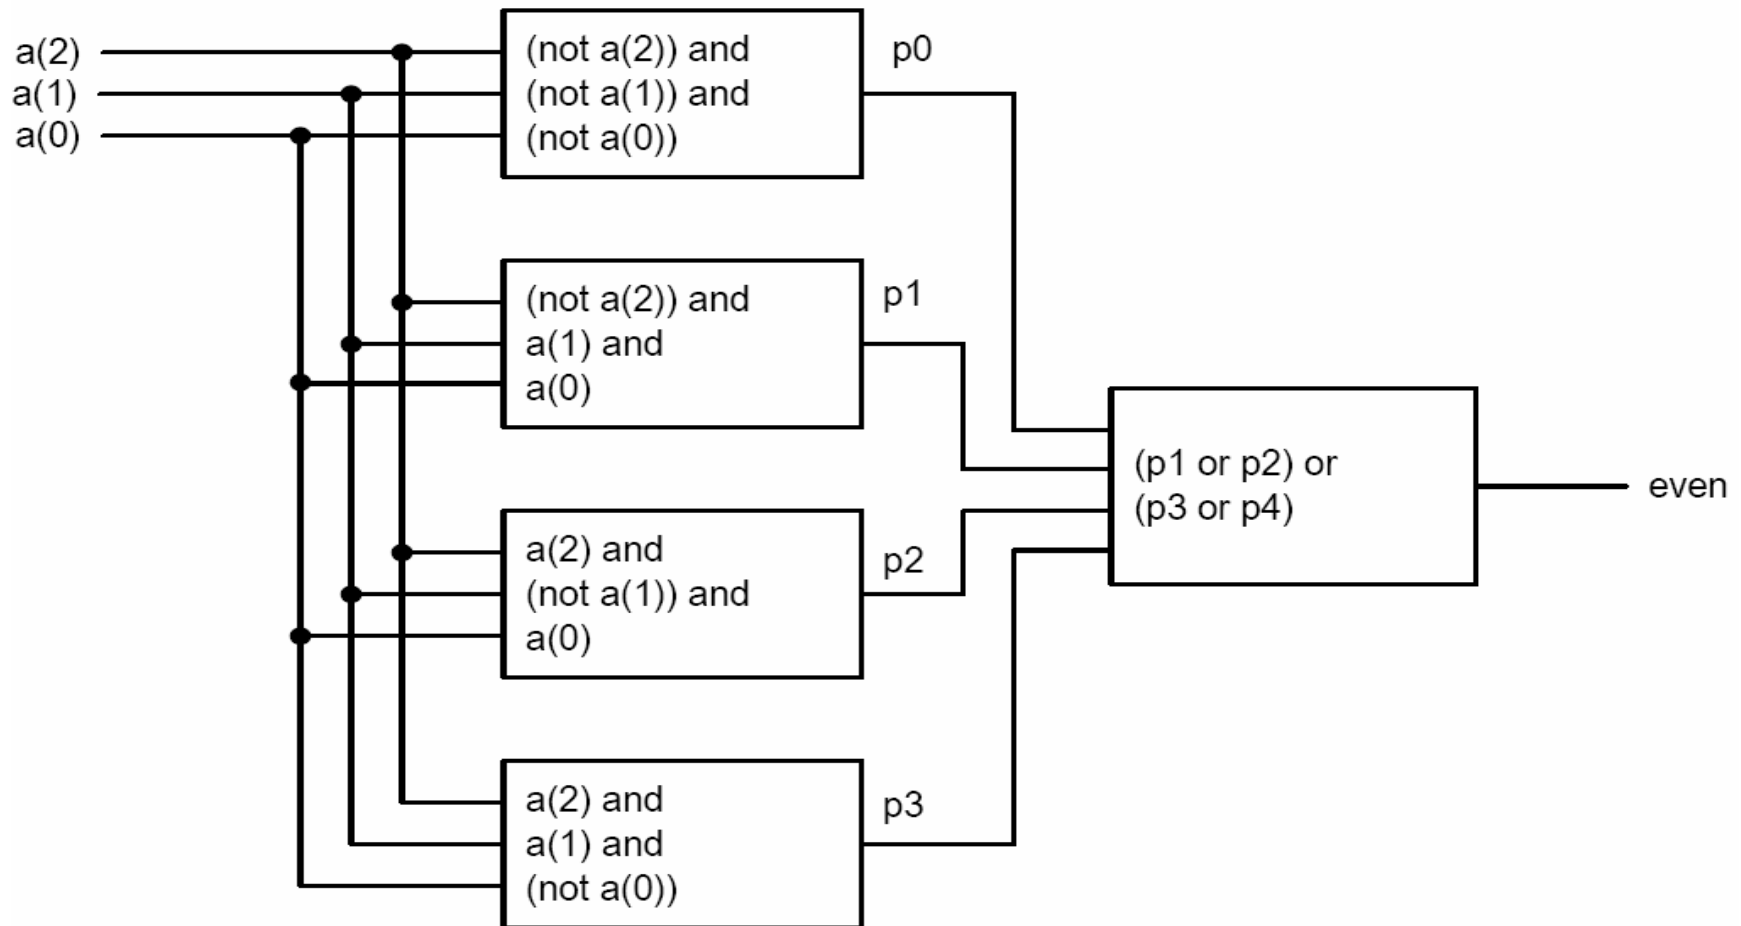 a(2)
a(1)
a(0)
(not a(2)) and
(not a(1)) and
(not a(0))
p0
(not a(2)) and
a(1) and
a(0)
p1
(p1 or p2) or
(p3 or p4)
even
a(2) and
(not a(1)) and
a(0)
p2
a(2) and
a(1) and
(not a(0))
p3